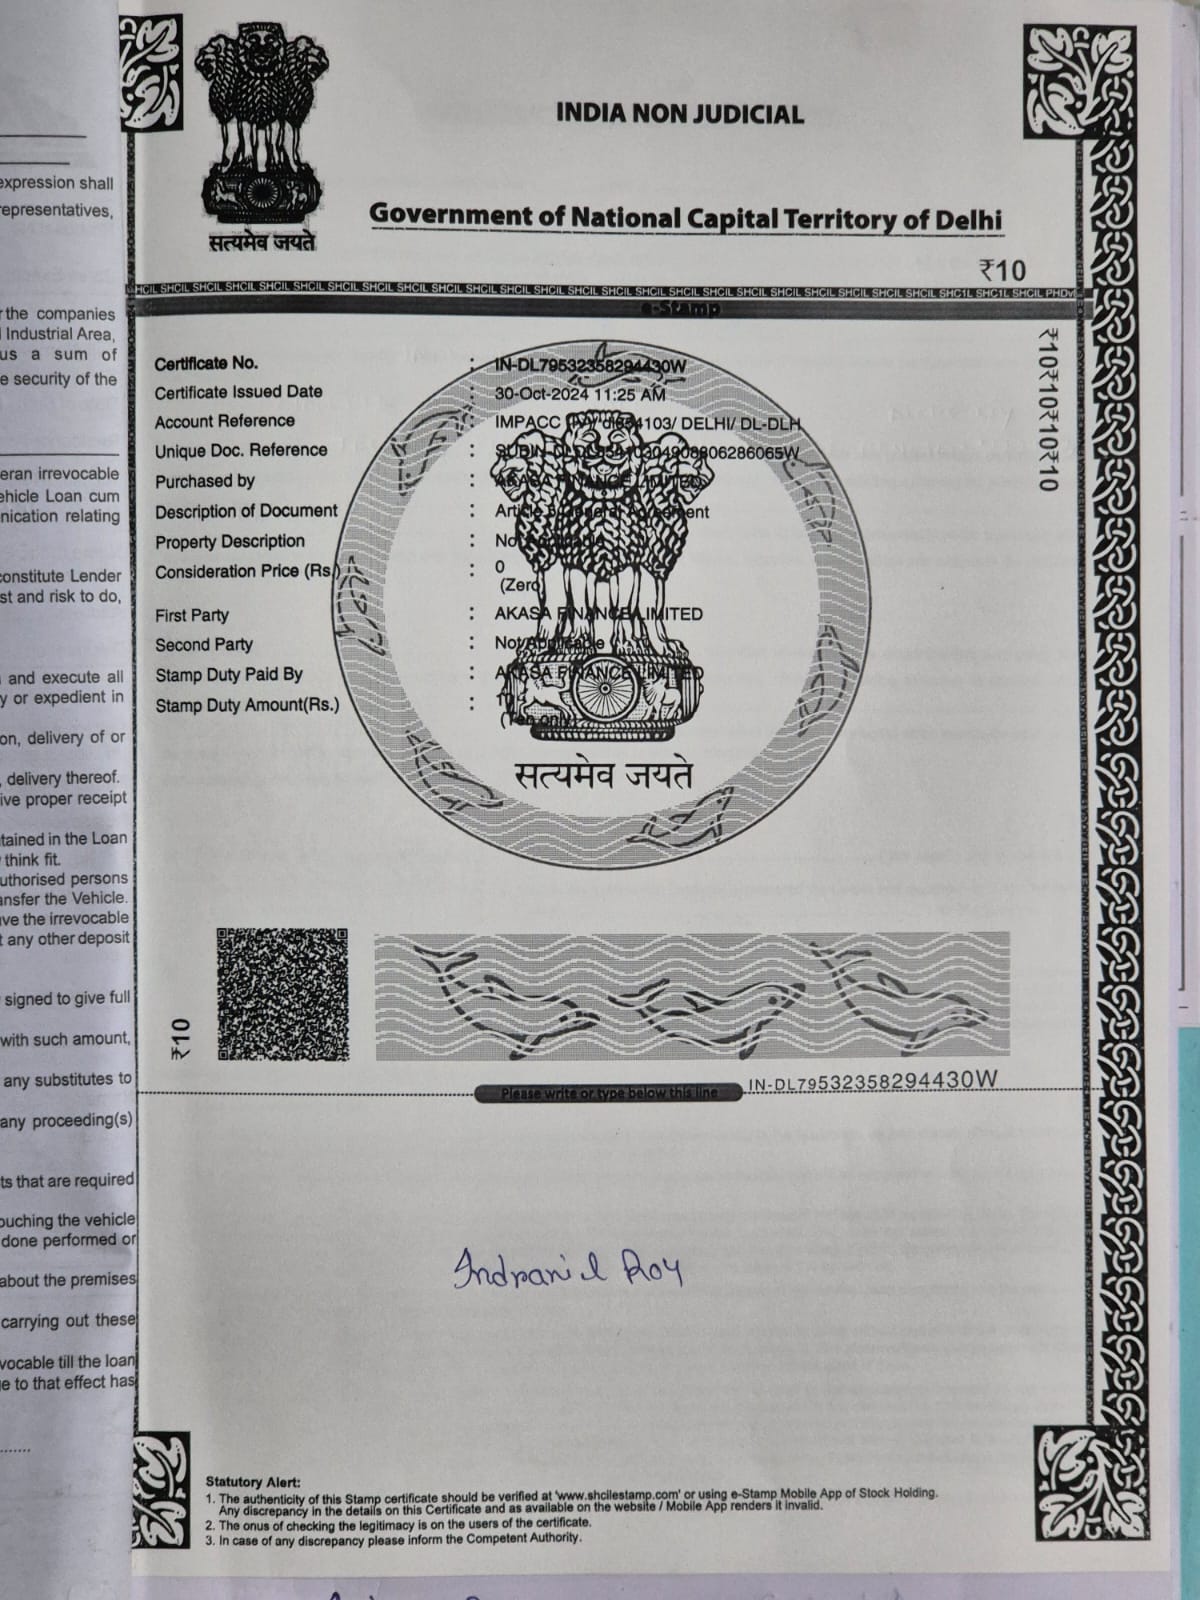 expression shall
representatives,
the companies
Industrial Area,
us a sum of
e security of the
eran irrevocable
ehicle Loan cum
nication relating
constitute Lender
st and risk to do,
and execute all
y or expedient in
on, delivery of or
, delivery thereof.
ive proper receipt
tained in the Loan
think fit.
uthorised persons
ansfer the Vehicle.
ve the irrevocable
t any other deposit
signed to give full
with such amount,
any substitutes to
any proceeding(s)
ts that are required
ouching the vehicle
done performed or
about the premises
carrying out these
vocable till the loan
e to that effect has
सत्यमेव जयते
INDIA NON JUDICIAL
Government of National Capital Territory of Delhi
₹10
SHCIL SHCIL SHCIL SHCIL SHCIL SHCIL SHCIL SHCIL SHCIL SHCIL SHCIL SHCIL SHCIL SHCIL SHCIL SHCIL SHCIL SHCIL SHCIL SHCIL SHCIL SHCIL SHCIL SHCIL
e-Stamp
Certificate No. : IN-DL79532358294430W
Certificate Issued Date : 30-Oct-2024 11:25 AM
Account Reference : IMPACC (IV)/ dl854103/ DELHI/ DL-DLH
Unique Doc. Reference : SUBIN-DLDL85410304908806286065W
Purchased by : AKASA FINANCE LIMITED
Description of Document : Article 5 General Agreement
Property Description : Not Applicable
Consideration Price (Rs.) : 0
(Zero)
First Party : AKASA FINANCE LIMITED
Second Party : Not Applicable
Stamp Duty Paid By : AKASA FINANCE LIMITED
Stamp Duty Amount(Rs.) : 10
(Ten only)
सत्यमेव जयते
₹10₹10₹10₹10
₹10
Please write or type below this line
IN-DL79532358294430W
Indranil Roy
Statutory Alert:
1. The authenticity of this Stamp certificate should be verified at 'www.shcilestamp.com' or using e-Stamp Mobile App of Stock Holding.
Any discrepancy in the details on this Certificate and as available on the website / Mobile App renders it invalid.
2. The onus of checking the legitimacy is on the users of the certificate.
3. In case of any discrepancy please inform the Competent Authority.